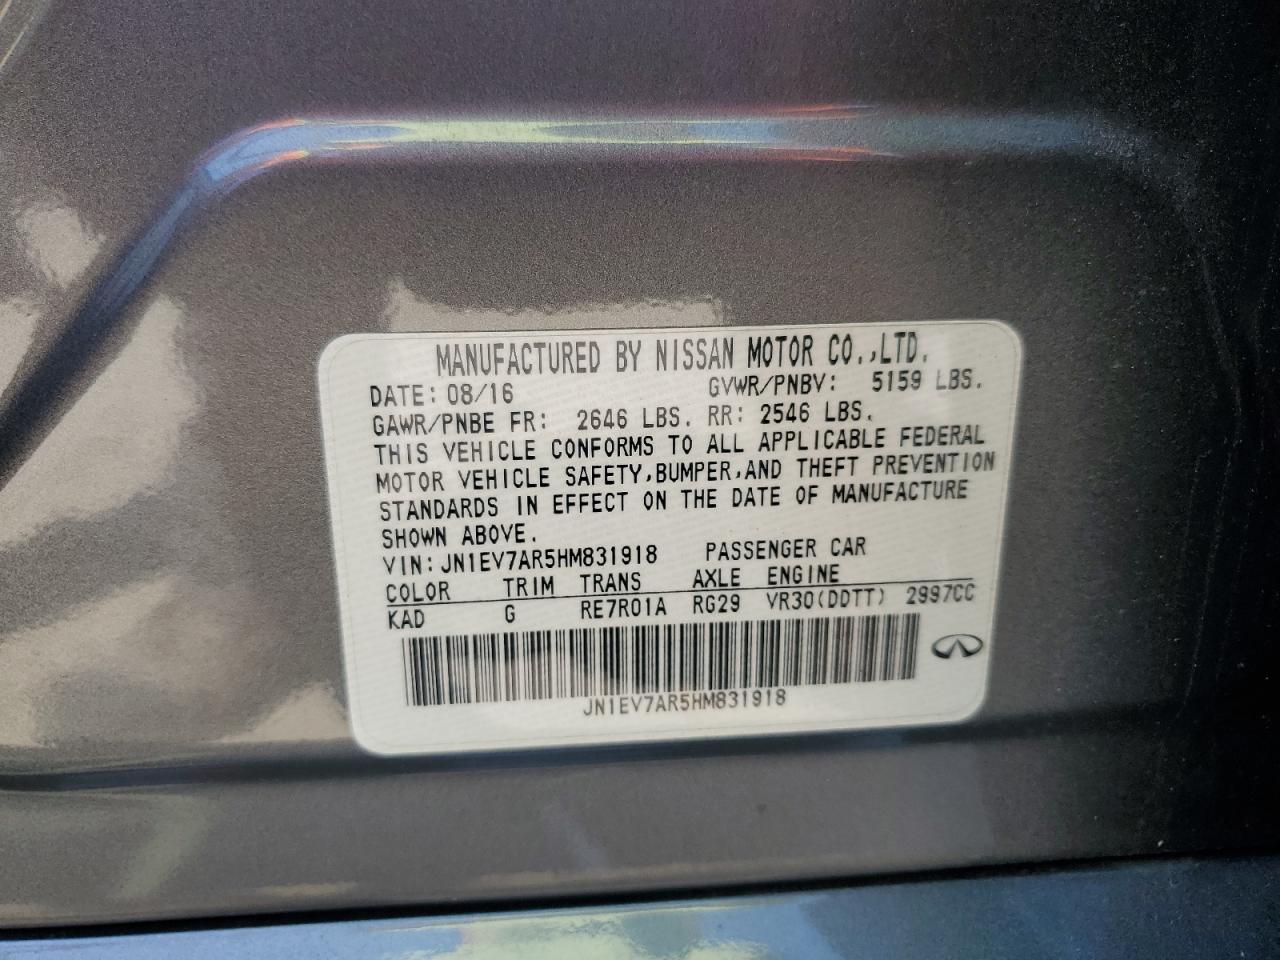 MANUFACTURED BY NISSAN MOTOR CO.,LTD.
DATE: 08/16 GVWR/PNBV: 5159 LBS.
GAWR/PNBE FR: 2646 LBS. RR: 2546 LBS.
THIS VEHICLE CONFORMS TO ALL APPLICABLE FEDERAL
MOTOR VEHICLE SAFETY,BUMPER,AND THEFT PREVENTION
STANDARDS IN EFFECT ON THE DATE OF MANUFACTURE
SHOWN ABOVE.
VIN: JN1EV7AR5HM831918 PASSENGER CAR
COLOR TRIM TRANS AXLE ENGINE
KAD G RE7R01A RG29 VR30(DDTT) 2997CC
JN1EV7AR5HM831918